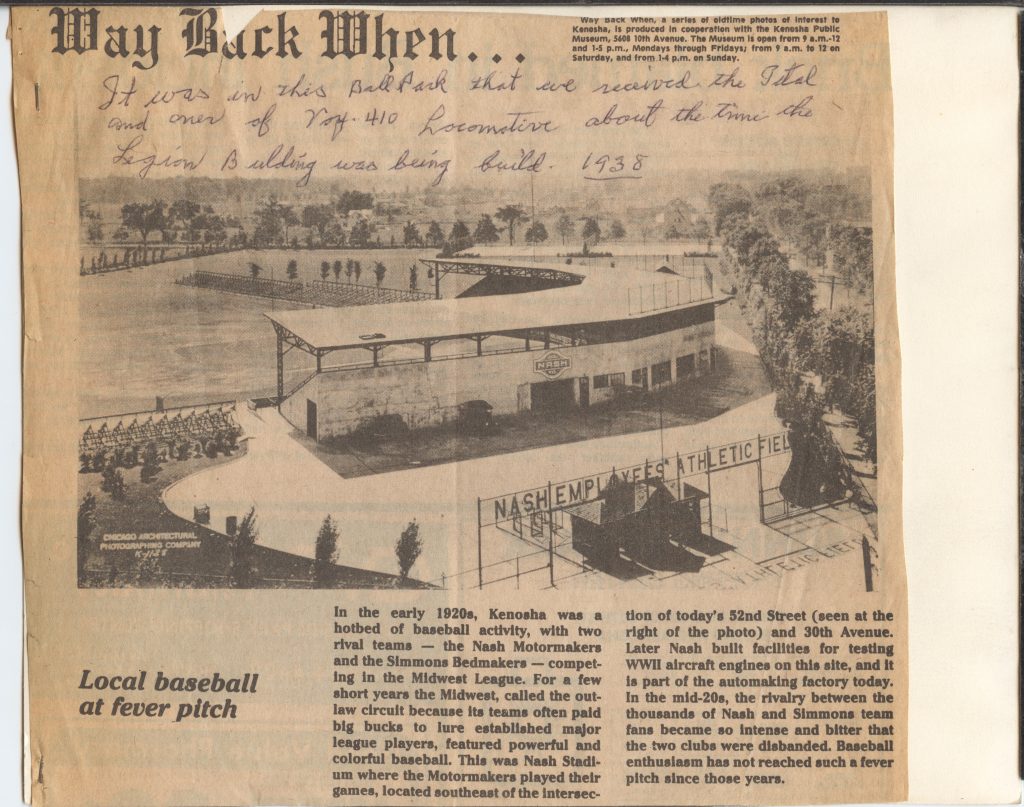 Way Back When...
Way Back When, a series of oldtime photos of interest to
Kenosha, is produced in cooperation with the Kenosha Public
Museum, 5608 10th Avenue. The Museum is open from 9 a.m.-12
and 1-5 p.m., Mondays through Fridays; from 9 a.m. to 12 on
Saturday, and from 1-4 p.m. on Sunday.
It was in this Ball Park that we received the Tital
and oner of Voy. 410 Locomotive about the time the
Legion Bulding was being build. 1938
NASH
NASH EMPLOYEES' ATHLETIC FIEL
CHICAGO ARCHITECTURAL
PHOTOGRAPHING COMPANY
Local baseball
at fever pitch
In the early 1920s, Kenosha was a
hotbed of baseball activity, with two
rival teams — the Nash Motormakers
and the Simmons Bedmakers — compet-
ing in the Midwest League. For a few
short years the Midwest, called the out-
law circuit because its teams often paid
big bucks to lure established major
league players, featured powerful and
colorful baseball. This was Nash Stadi-
um where the Motormakers played their
games, located southeast of the intersec-
tion of today's 52nd Street (seen at the
right of the photo) and 30th Avenue.
Later Nash built facilities for testing
WWII aircraft engines on this site, and it
is part of the automaking factory today.
In the mid-20s, the rivalry between the
thousands of Nash and Simmons team
fans became so intense and bitter that
the two clubs were disbanded. Baseball
enthusiasm has not reached such a fever
pitch since those years.